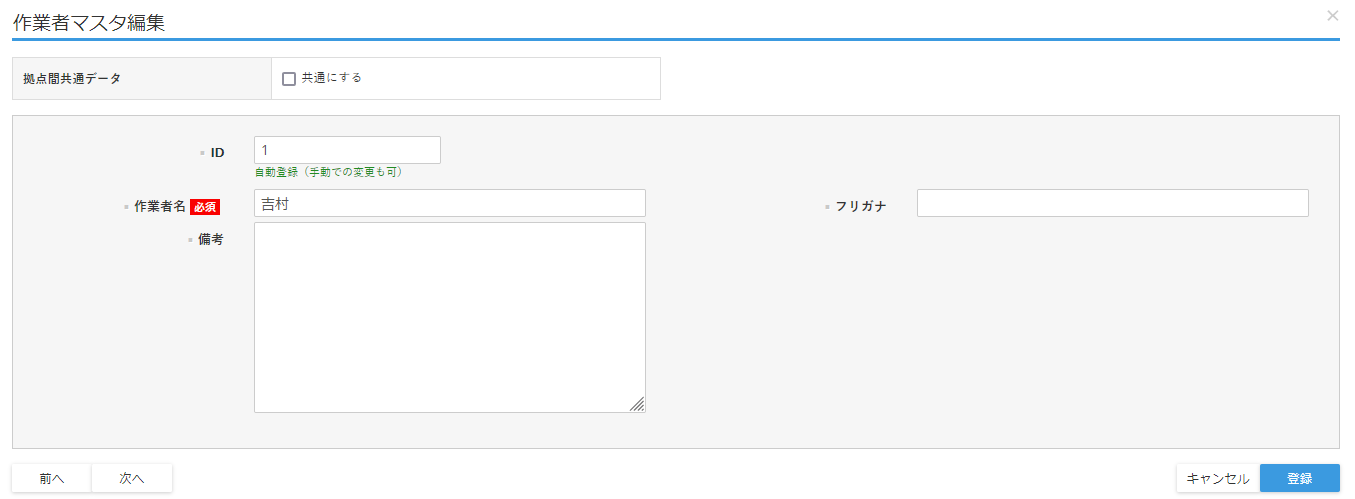 作業者マスタ編集
×
拠点間共通データ
共通にする
ID
1
自動登録（手動での変更も可）
作業者名 必須
吉村
フリガナ
備考
前へ
次へ
キャンセル
登録